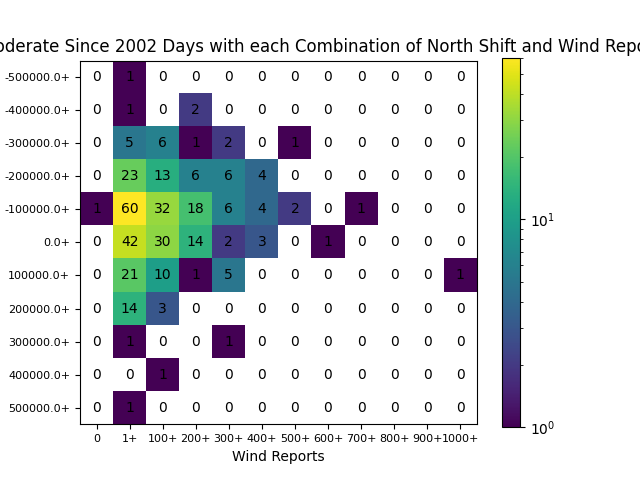 oderate Since 2002 Days with each Combination of North Shift and Wind Repo
-500000.0+ 0 1 0 0 0 0 0 0 0 0 0 0
-400000.0+ 0 1 0 2 0 0 0 0 0 0 0 0
-300000.0+ 0 5 6 1 2 0 1 0 0 0 0 0
-200000.0+ 0 23 13 6 6 4 0 0 0 0 0 0
-100000.0+ 1 60 32 18 6 4 2 0 1 0 0 0
0.0+ 0 42 30 14 2 3 0 1 0 0 0 0
100000.0+ 0 21 10 1 5 0 0 0 0 0 0 1
200000.0+ 0 14 3 0 0 0 0 0 0 0 0 0
300000.0+ 0 1 0 0 1 0 0 0 0 0 0 0
400000.0+ 0 0 1 0 0 0 0 0 0 0 0 0
500000.0+ 0 1 0 0 0 0 0 0 0 0 0 0
0 1+ 100+ 200+ 300+ 400+ 500+ 600+ 700+ 800+ 900+ 1000+
Wind Reports
10¹
10⁰